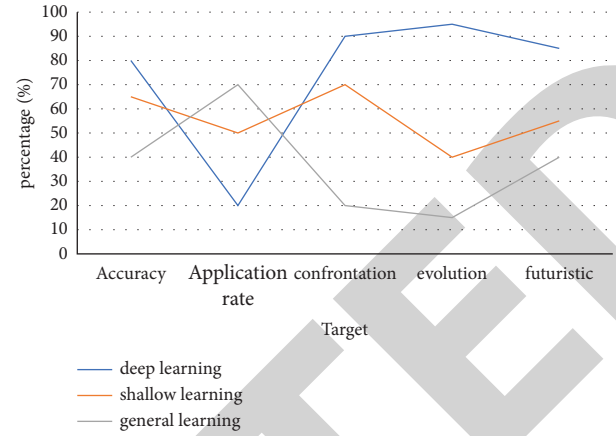 100
90
80
70
60
50
40
30
20
10
0
percentage (%)
Accuracy
Application
rate
confrontation
evolution
futuristic
Target
deep learning
shallow learning
general learning